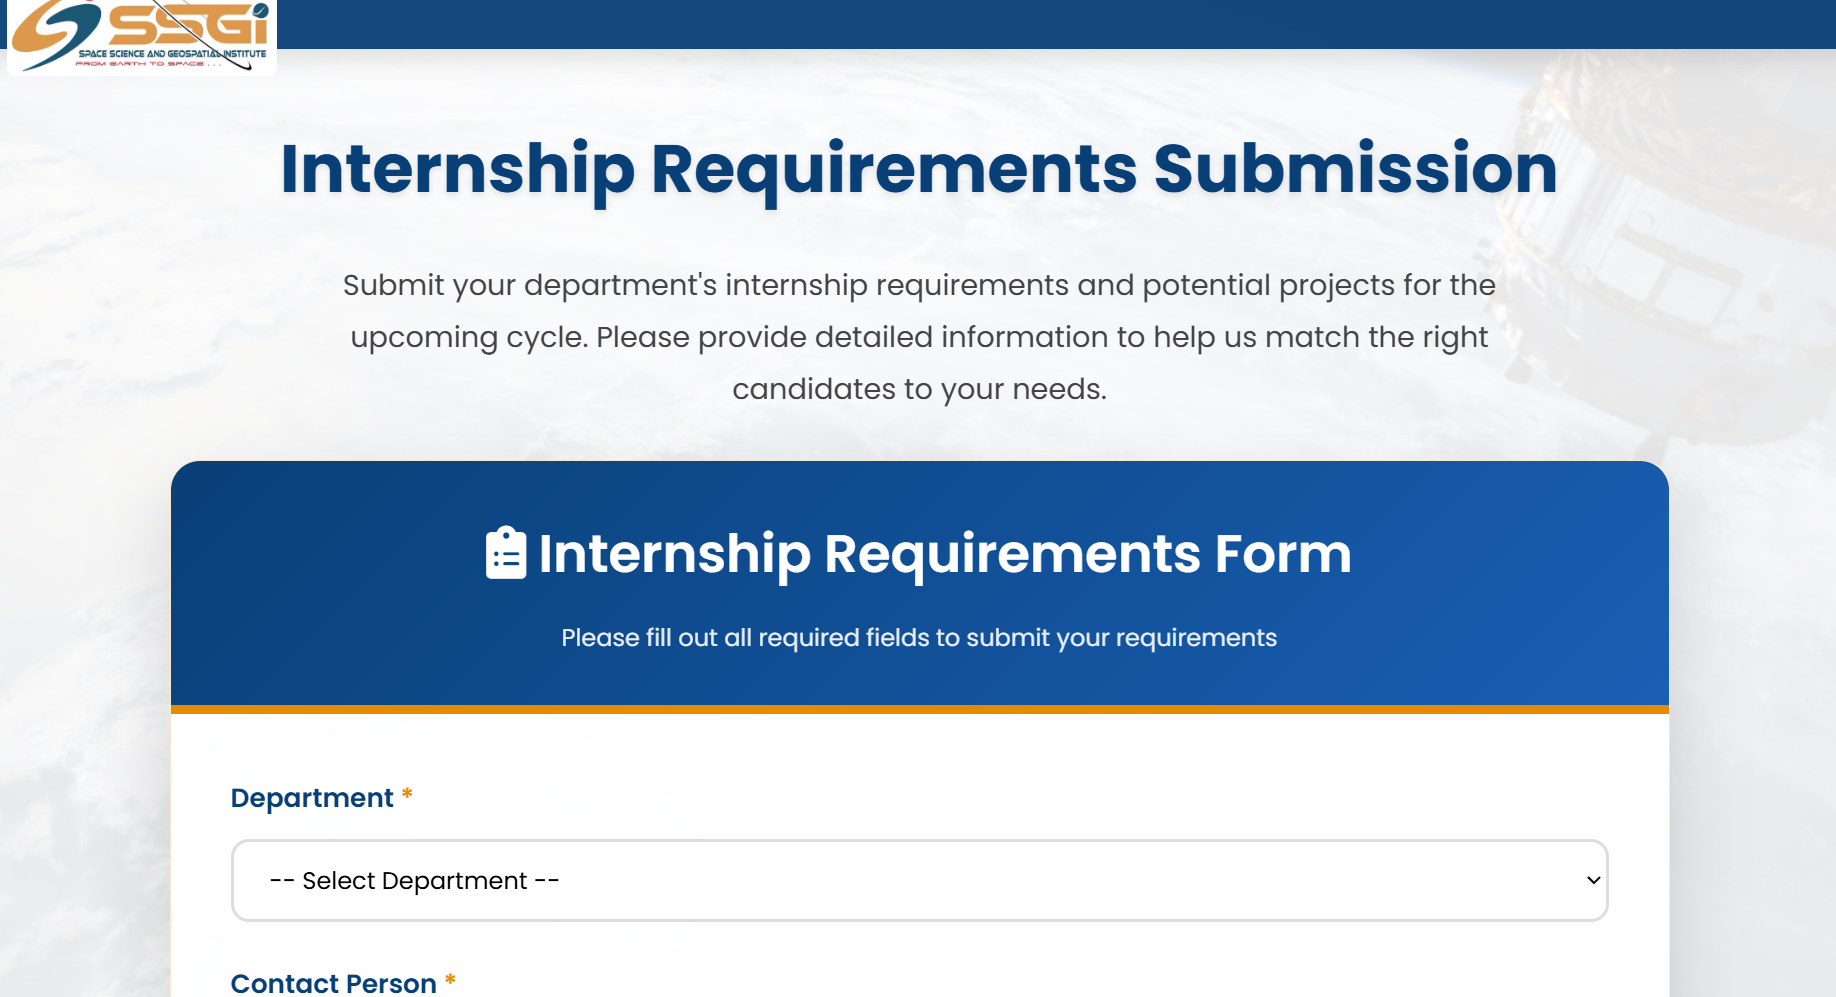 SSGi
SPACE SCIENCE AND GEOSPATIAL INSTITUTE
FROM EARTH TO SPACE . . .
Internship Requirements Submission
Submit your department's internship requirements and potential projects for the
upcoming cycle. Please provide detailed information to help us match the right
candidates to your needs.
Internship Requirements Form
Please fill out all required fields to submit your requirements
Department *
-- Select Department --
Contact Person *